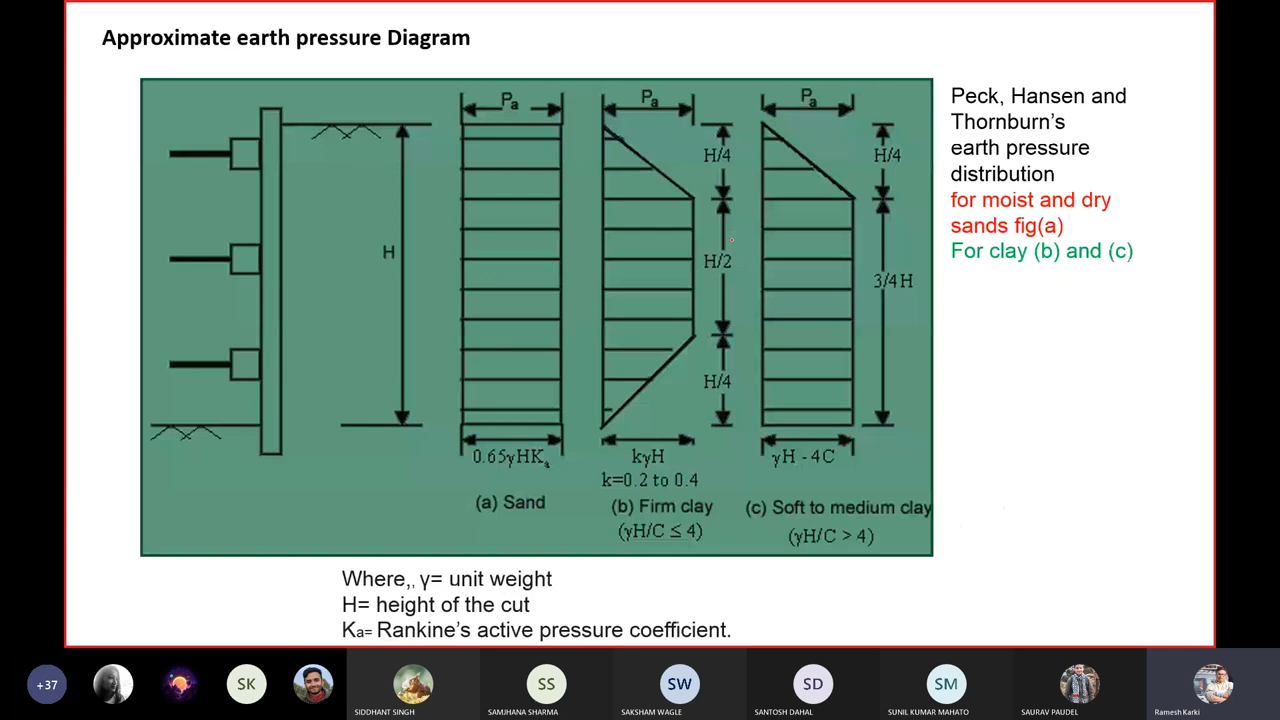 Approximate earth pressure Diagram
Pa
Pa
Pa
H
H/4
H/2
H/4
H/4
3/4H
0.65γHKa
kγH
k=0.2 to 0.4
γH - 4C
(a) Sand
(b) Firm clay
(γH/C ≤ 4)
(c) Soft to medium clay
(γH/C > 4)
Peck, Hansen and
Thornburn’s
earth pressure
distribution
for moist and dry
sands fig(a)
For clay (b) and (c)
Where,, γ= unit weight
H= height of the cut
Ka= Rankine’s active pressure coefficient.
+37
SK
SIDDHANT SINGH
SS
SAMJHANA SHARMA
SW
SAKSHAM WAGLE
SD
SANTOSH DAHAL
SM
SUNIL KUMAR MAHATO
SAURAV PAUDEL
Ramesh Karki